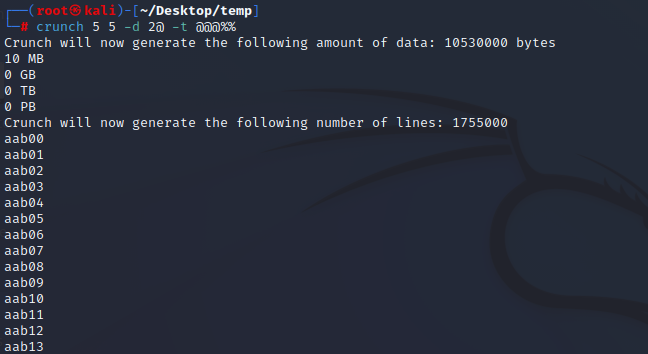 ┌──(root㉿kali)-[~/Desktop/temp]
└─# crunch 5 5 -d 2@ -t @@@%%
Crunch will now generate the following amount of data: 10530000 bytes
10 MB
0 GB
0 TB
0 PB
Crunch will now generate the following number of lines: 1755000
aab00
aab01
aab02
aab03
aab04
aab05
aab06
aab07
aab08
aab09
aab10
aab11
aab12
aab13